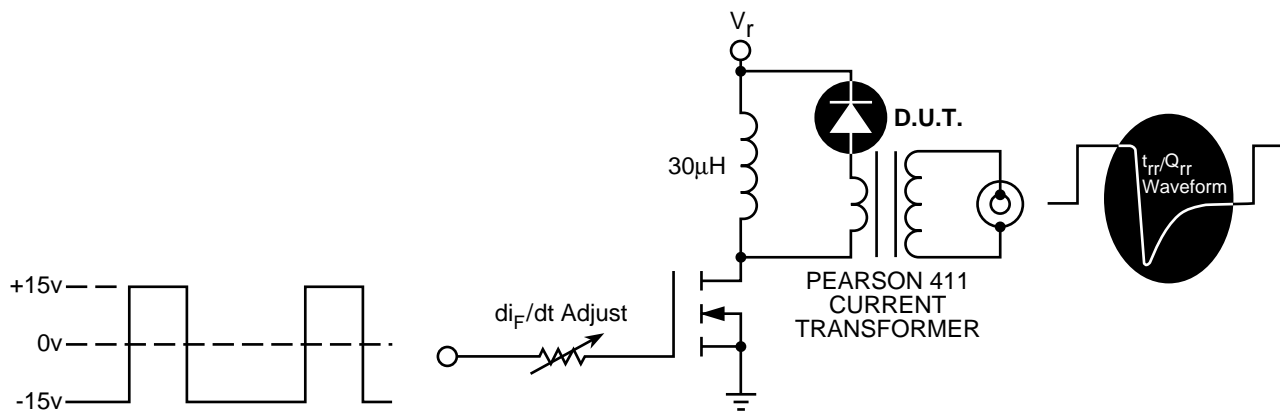 Vr
D.U.T.
30μH
trr/Qrr
Waveform
PEARSON 411
CURRENT
TRANSFORMER
+15v
diF/dt Adjust
0v
-15v